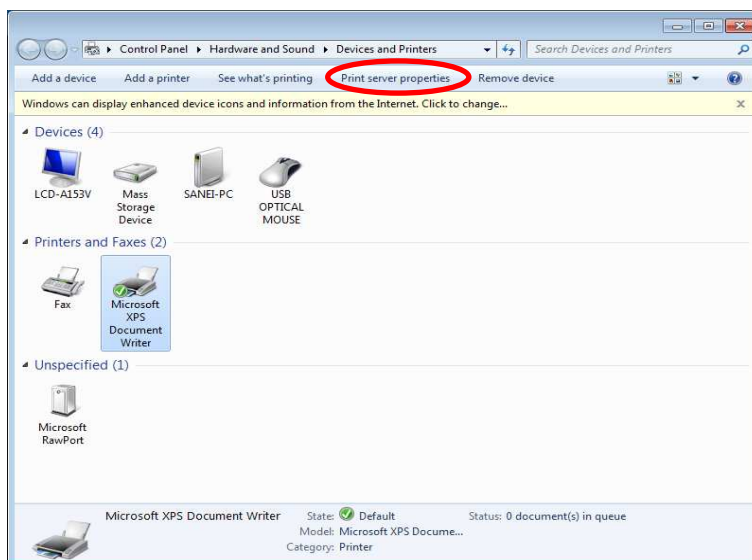 Control Panel ▸ Hardware and Sound ▸ Devices and Printers
Search Devices and Printers
Add a device Add a printer See what's printing Print server properties Remove device
Windows can display enhanced device icons and information from the Internet. Click to change...
Devices (4)
LCD-A153V
Mass
Storage
Device
SANEI-PC
USB
OPTICAL
MOUSE
Printers and Faxes (2)
Fax
Microsoft
XPS
Document
Writer
Unspecified (1)
Microsoft
RawPort
Microsoft XPS Document Writer State: Default Status: 0 document(s) in queue
Model: Microsoft XPS Docume...
Category: Printer